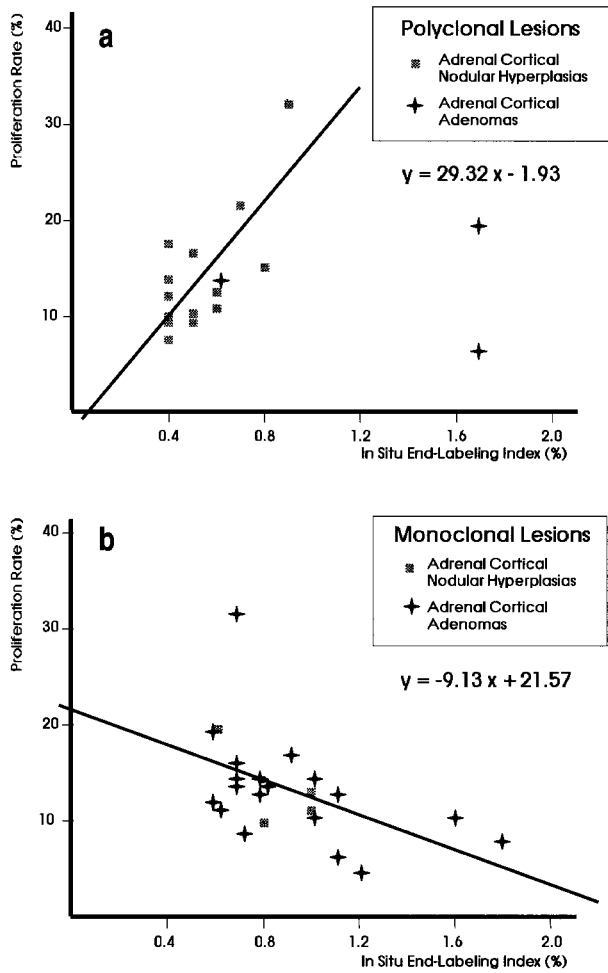 a
Proliferation Rate (%)
40
30
20
10
0.4
0.8
1.2
1.6
2.0
In Situ End-Labeling Index (%)
Polyclonal Lesions
Adrenal Cortical
Nodular Hyperplasias
Adrenal Cortical
Adenomas
y = 29.32 x - 1.93
b
Proliferation Rate (%)
40
30
20
10
0.4
0.8
1.2
1.6
2.0
In Situ End-Labeling Index (%)
Monoclonal Lesions
Adrenal Cortical
Nodular Hyperplasias
Adrenal Cortical
Adenomas
y = -9.13 x + 21.57